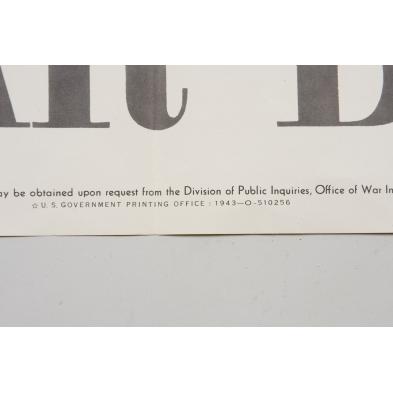 ar B
ay be obtained upon request from the Division of Public Inquiries, Office of War In
☆ U. S. GOVERNMENT PRINTING OFFICE : 1943—O-510256